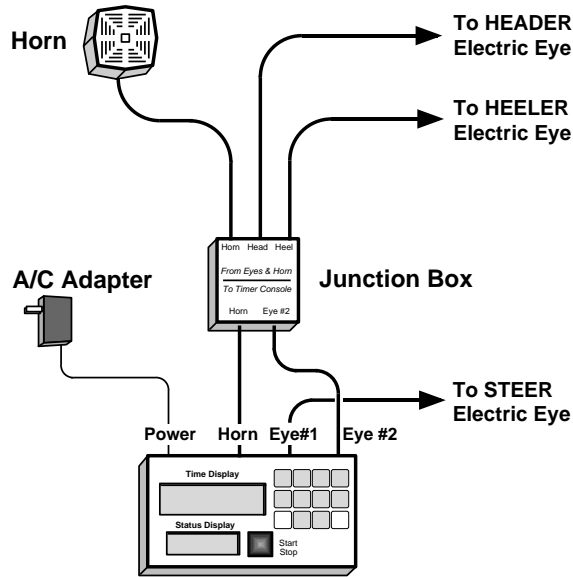 To HEADER
Electric Eye
Horn
To HEELER
Electric Eye
Horn Head Heel
From Eyes & Horn
To Timer Console
Horn Eye #2
Junction Box
A/C Adapter
To STEER
Electric Eye
Power Horn Eye#1 Eye #2
Time Display
Status Display
Start
Stop